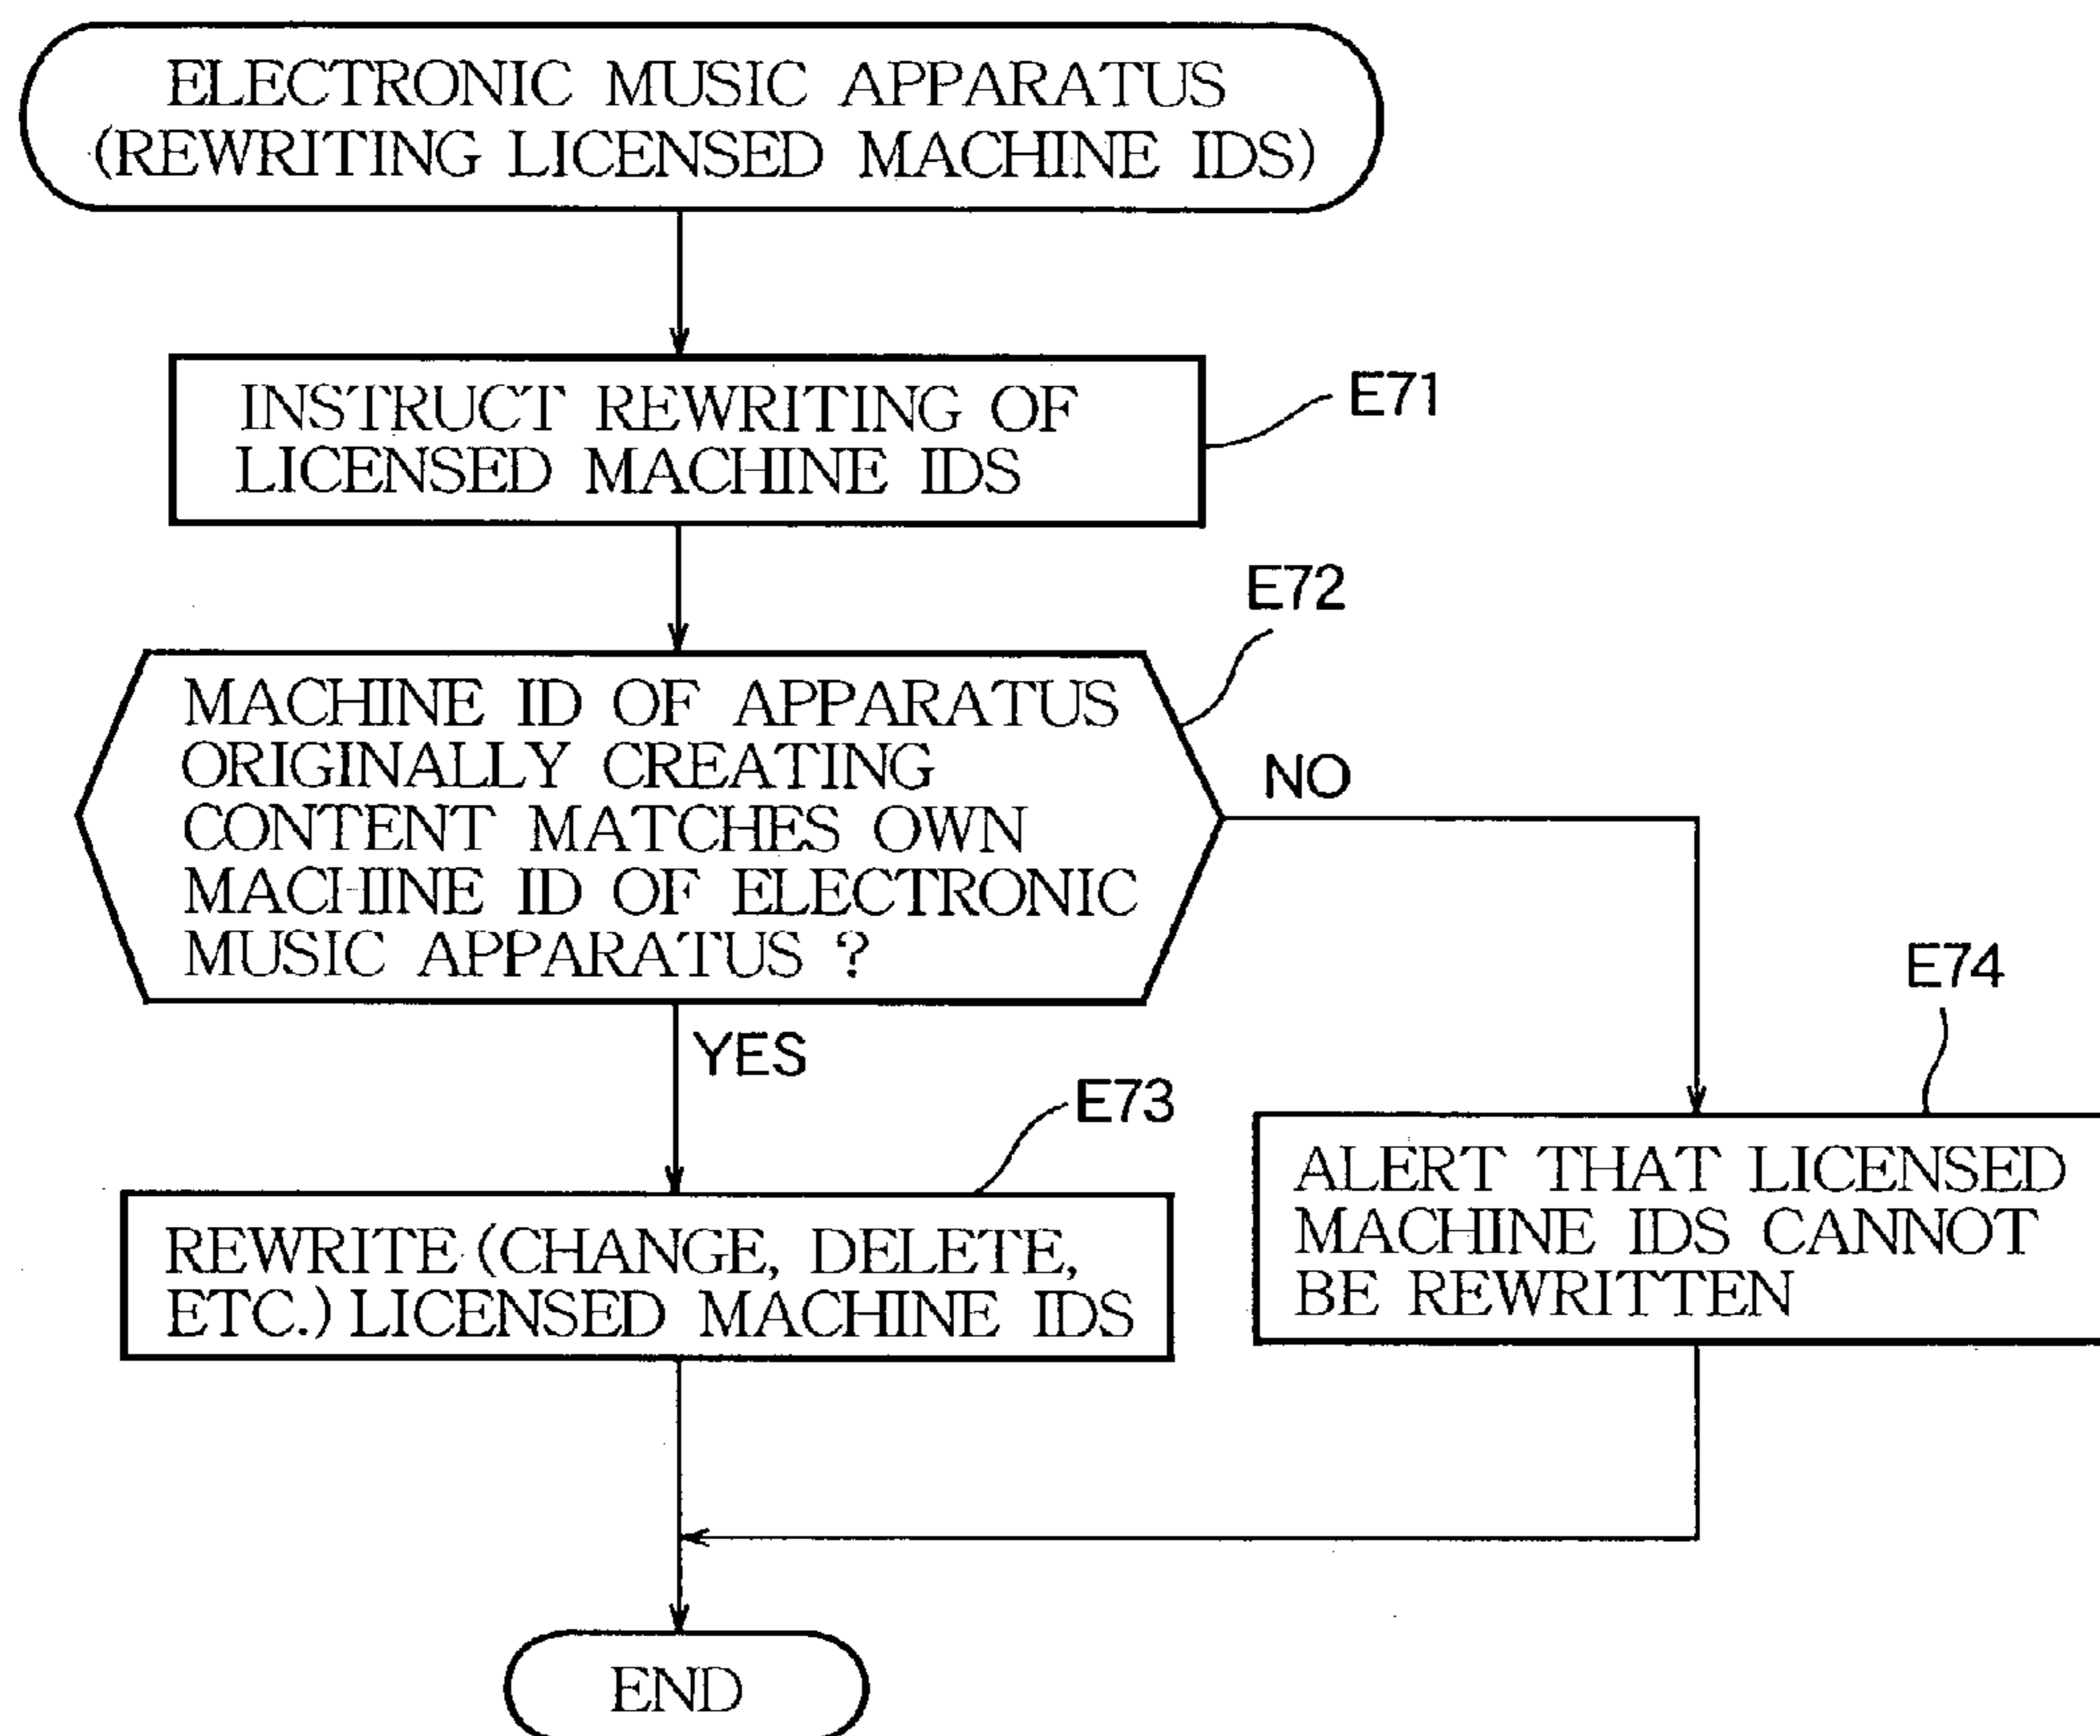 ELECTRONIC MUSIC APPARATUS
(REWRITING LICENSED MACHINE IDS)
INSTRUCT REWRITING OF
LICENSED MACHINE IDS
E71
E72
MACHINE ID OF APPARATUS
ORIGINALLY CREATING
CONTENT MATCHES OWN
MACHINE ID OF ELECTRONIC
MUSIC APPARATUS ?
NO
YES
E73
REWRITE (CHANGE, DELETE,
ETC.) LICENSED MACHINE IDS
E74
ALERT THAT LICENSED
MACHINE IDS CANNOT
BE REWRITTEN
END